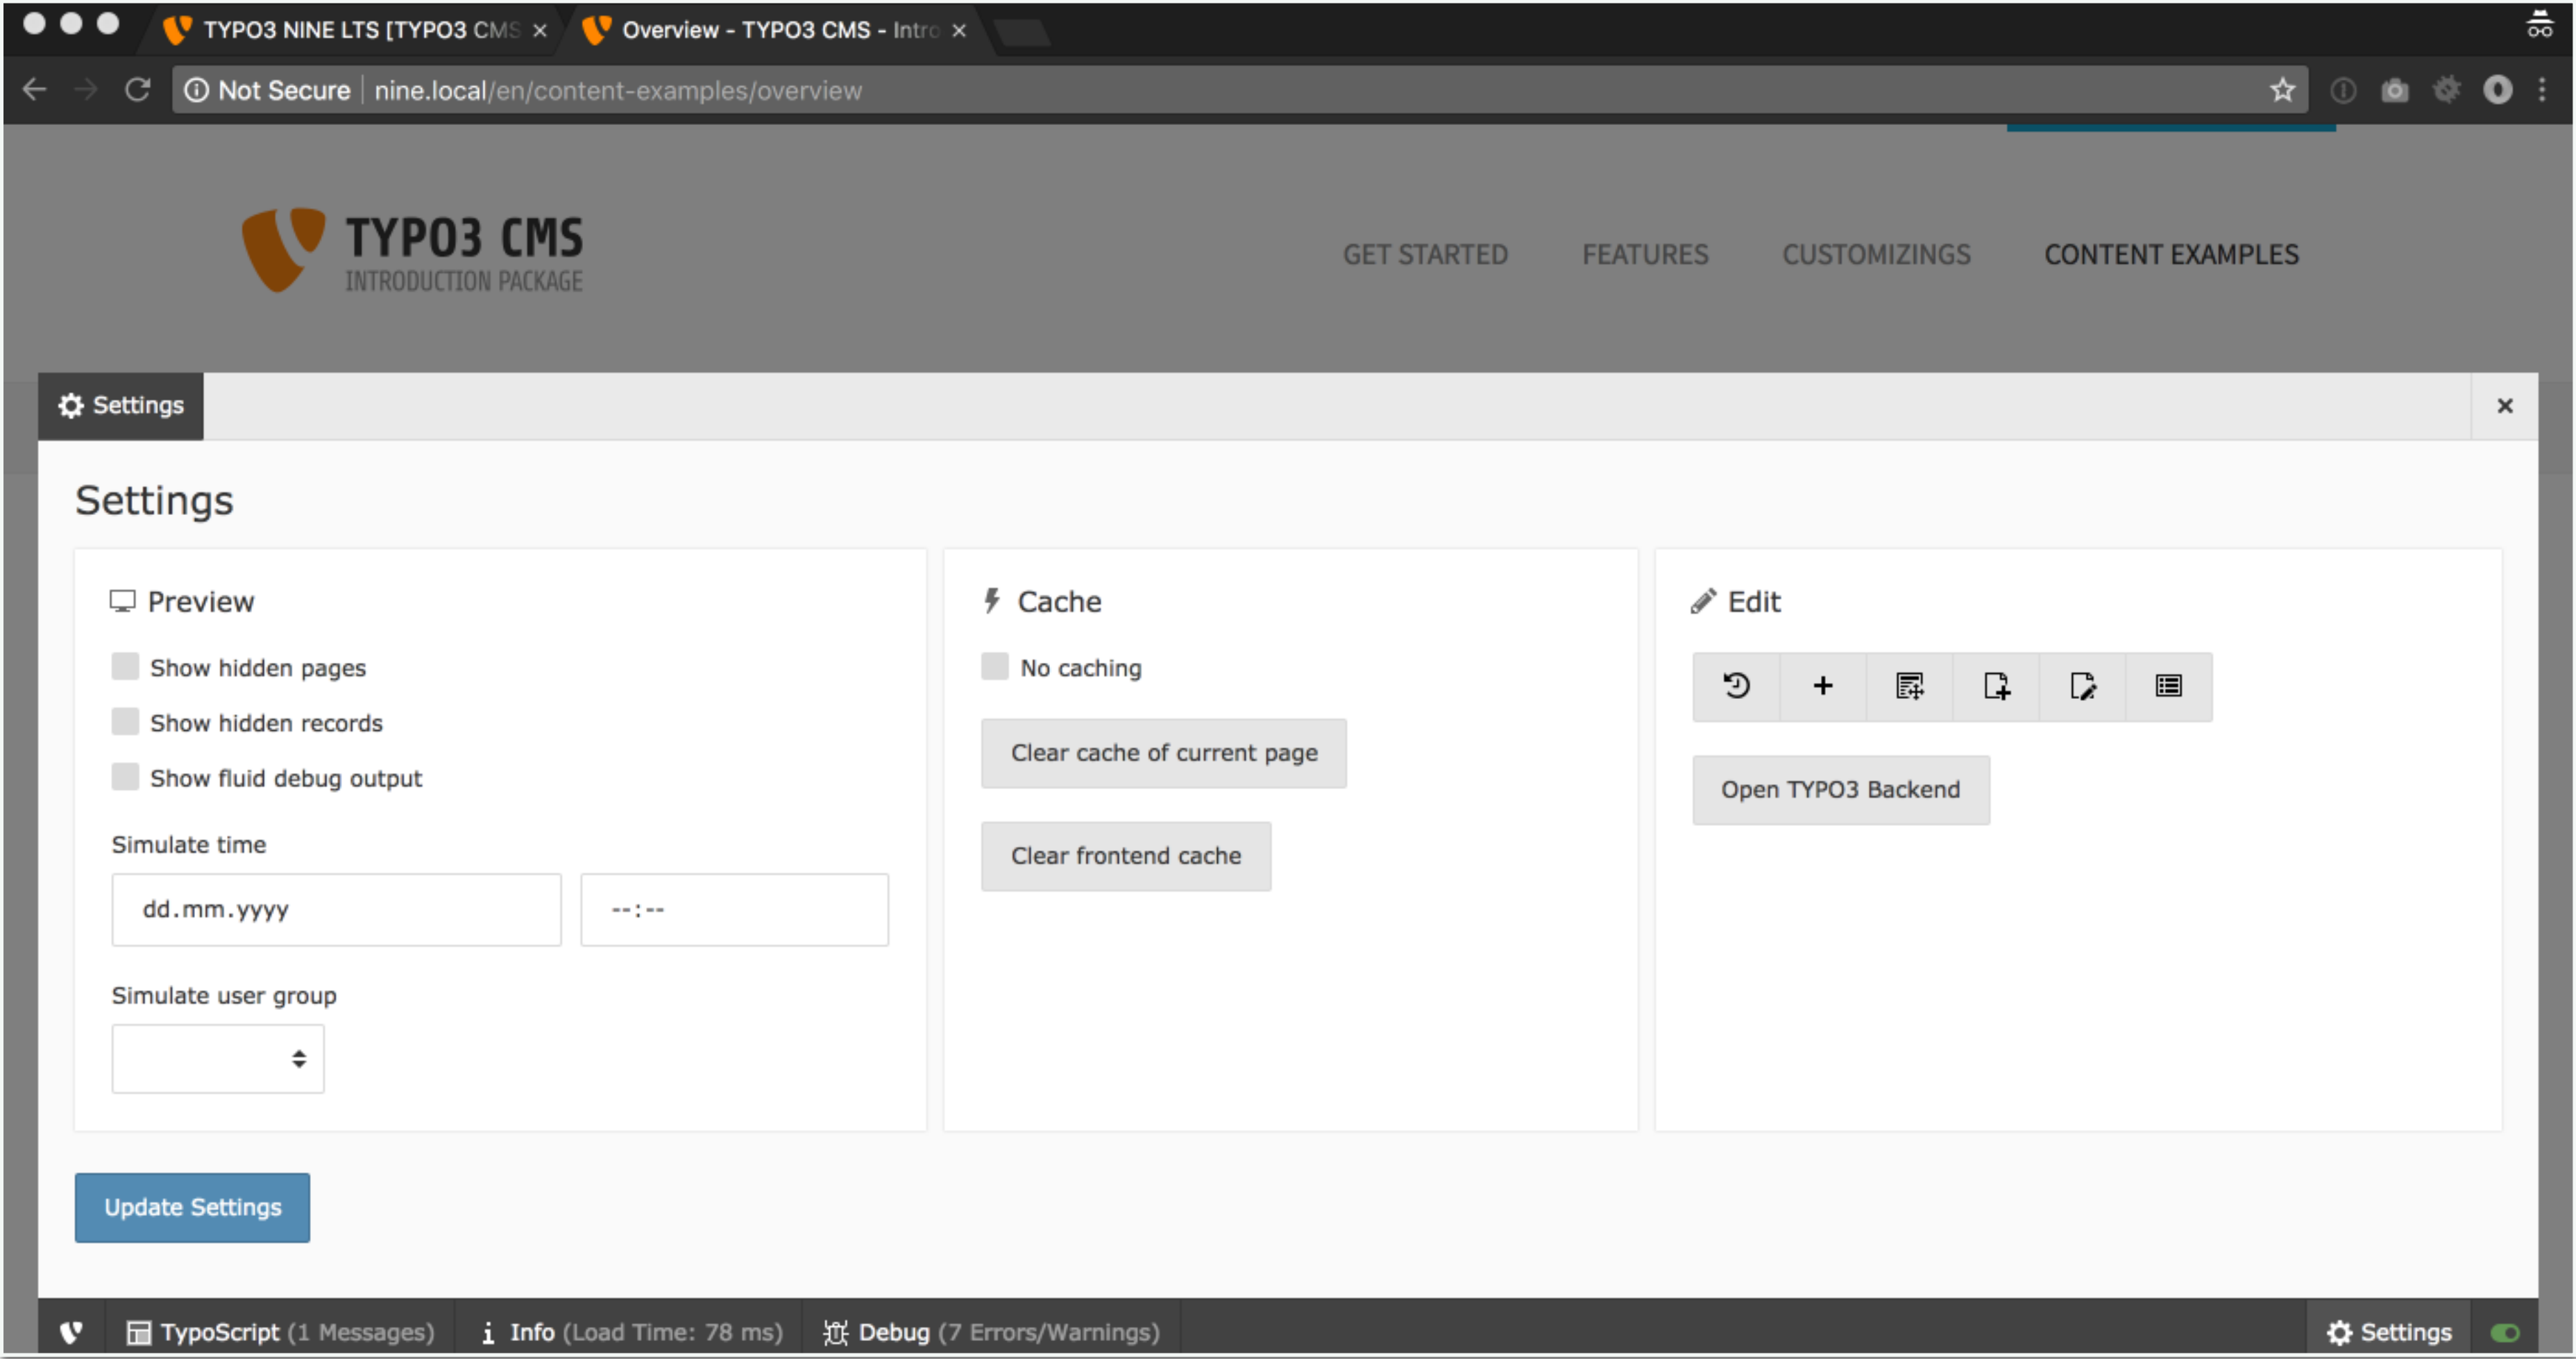 TYPO3 NINE LTS [TYPO3 CMS
Overview - TYPO3 CMS - Intro
Not Secure nine.local/en/content-examples/overview
TYPO3 CMS
INTRODUCTION PACKAGE
GET STARTED FEATURES CUSTOMIZINGS CONTENT EXAMPLES
Settings
Settings
Preview
Show hidden pages
Show hidden records
Show fluid debug output
Simulate time
dd.mm.yyyy --:--
Simulate user group
Cache
No caching
Clear cache of current page
Clear frontend cache
Edit
Open TYPO3 Backend
Update Settings
TypoScript (1 Messages) Info (Load Time: 78 ms) Debug (7 Errors/Warnings) Settings